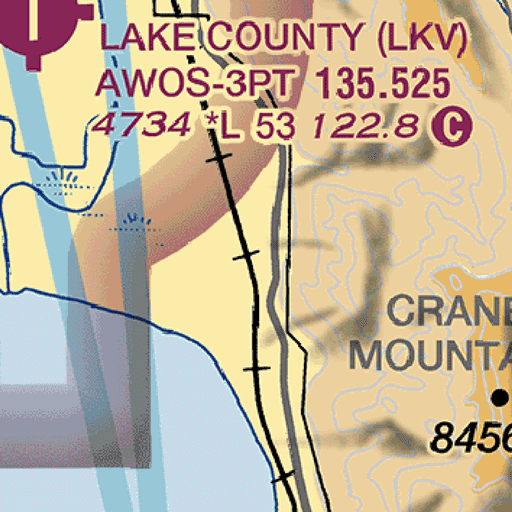 LAKE COUNTY (LKV)
AWOS-3PT 135.525
4734 *L 53 122.8 C
CRANE
MOUNTA
8456